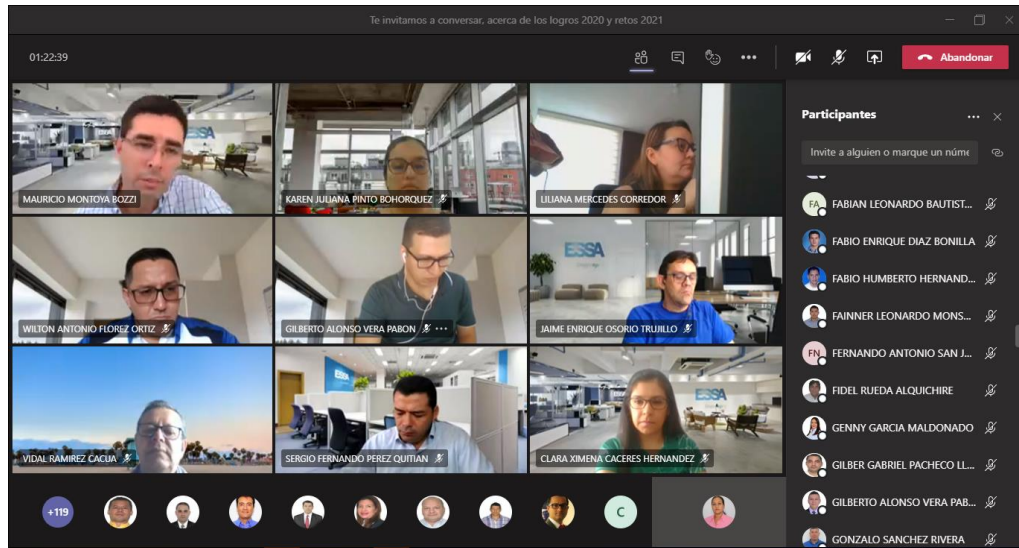 Te invitamos a conversar, acerca de los logros 2020 y retos 2021
01:22:39
Abandonar
ESSA
MAURICIO MONTOYA BOZZI
KAREN JULIANA PINTO BOHORQUEZ
LILIANA MERCEDES CORREDOR
ESSA
WILTON ANTONIO FLOREZ ORTIZ
GILBERTO ALONSO VERA PABON
JAIME ENRIQUE OSORIO TRUJILLO
ESSA
VIDAL RAMIREZ CACUA
SERGIO FERNANDO PEREZ QUITIAN
CLARA XIMENA CACERES HERNANDEZ
+119
C
Participantes
Invite a alguien o marque un núme
FA
FABIAN LEONARDO BAUTIST...
FABIO ENRIQUE DIAZ BONILLA
FABIO HUMBERTO HERNAND...
FAINNER LEONARDO MONS...
FN
FERNANDO ANTONIO SAN J...
FIDEL RUEDA ALQUICHIRE
GENNY GARCIA MALDONADO
GILBER GABRIEL PACHECO LL...
GILBERTO ALONSO VERA PAB...
GONZALO SANCHEZ RIVERA